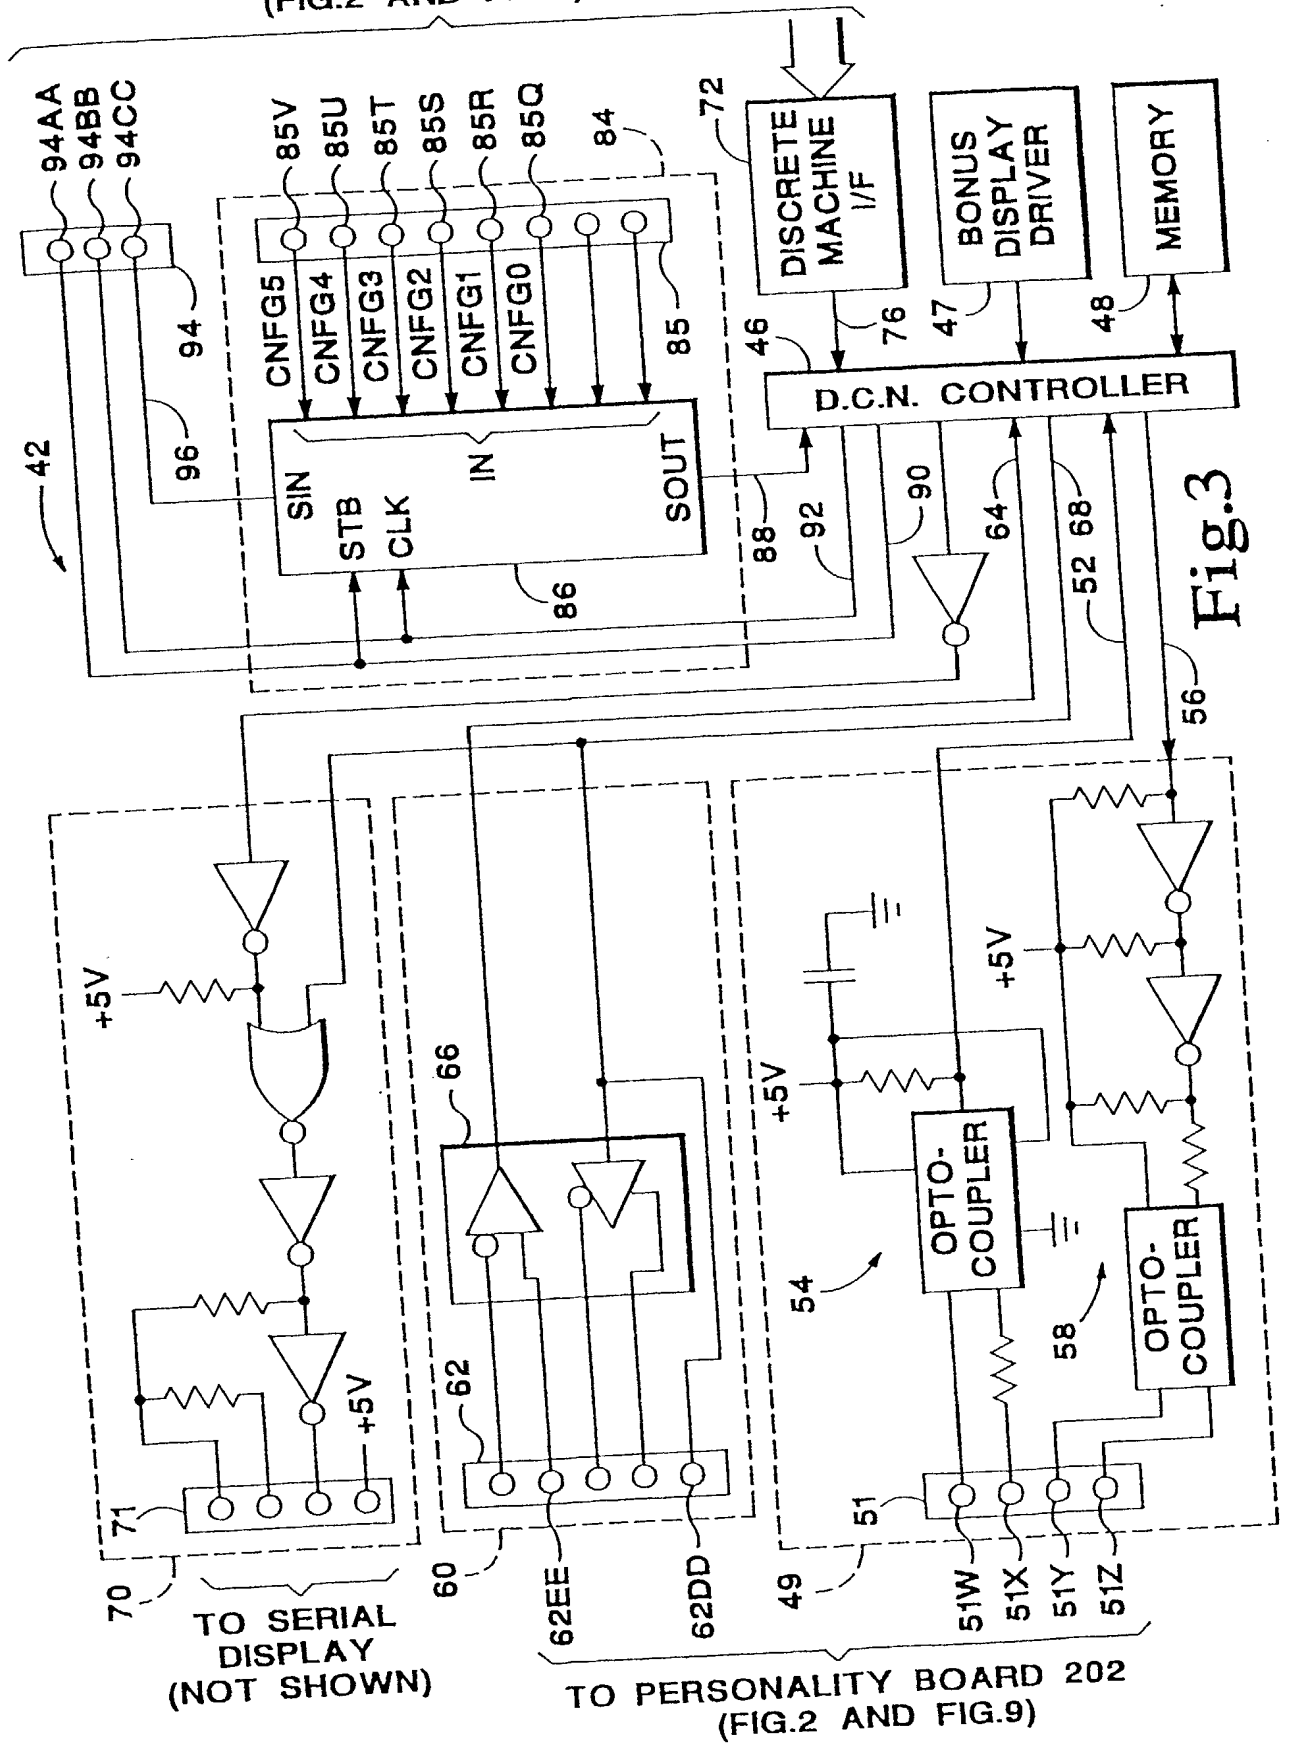 (FIG.2 AND
94AA
94BB
94CC
85V
85U
85T
85S
85R
85Q
84
72
DISCRETE
MACHINE
I/F
BONUS
DISPLAY
DRIVER
MEMORY
94
96
42
CNFG5
CNFG4
CNFG3
CNFG2
CNFG1
CNFG0
85
46
76
47
48
D.C.N. CONTROLLER
SIN
STB
CLK
IN
SOUT
86
88
92
90
64
68
52
56
Fig.3
+5V
66
+5V
+5V
OPTO-
COUPLER
54
58
OPTO-
COUPLER
+5V
62
71
70
60
62EE
62DD
49
51
51W
51X
51Y
51Z
TO SERIAL
DISPLAY
(NOT SHOWN)
TO PERSONALITY BOARD 202
(FIG.2 AND FIG.9)